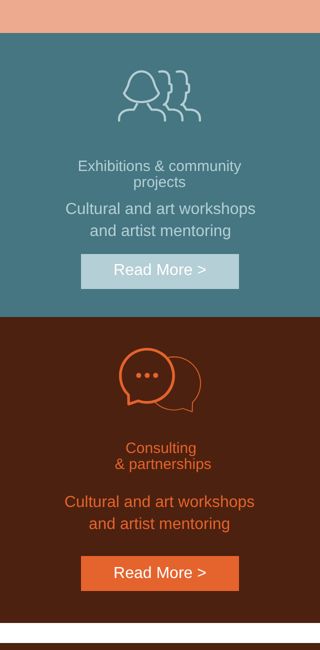 Exhibitions & community
projects
Cultural and art workshops
and artist mentoring
Read More >
Consulting
& partnerships
Cultural and art workshops
and artist mentoring
Read More >